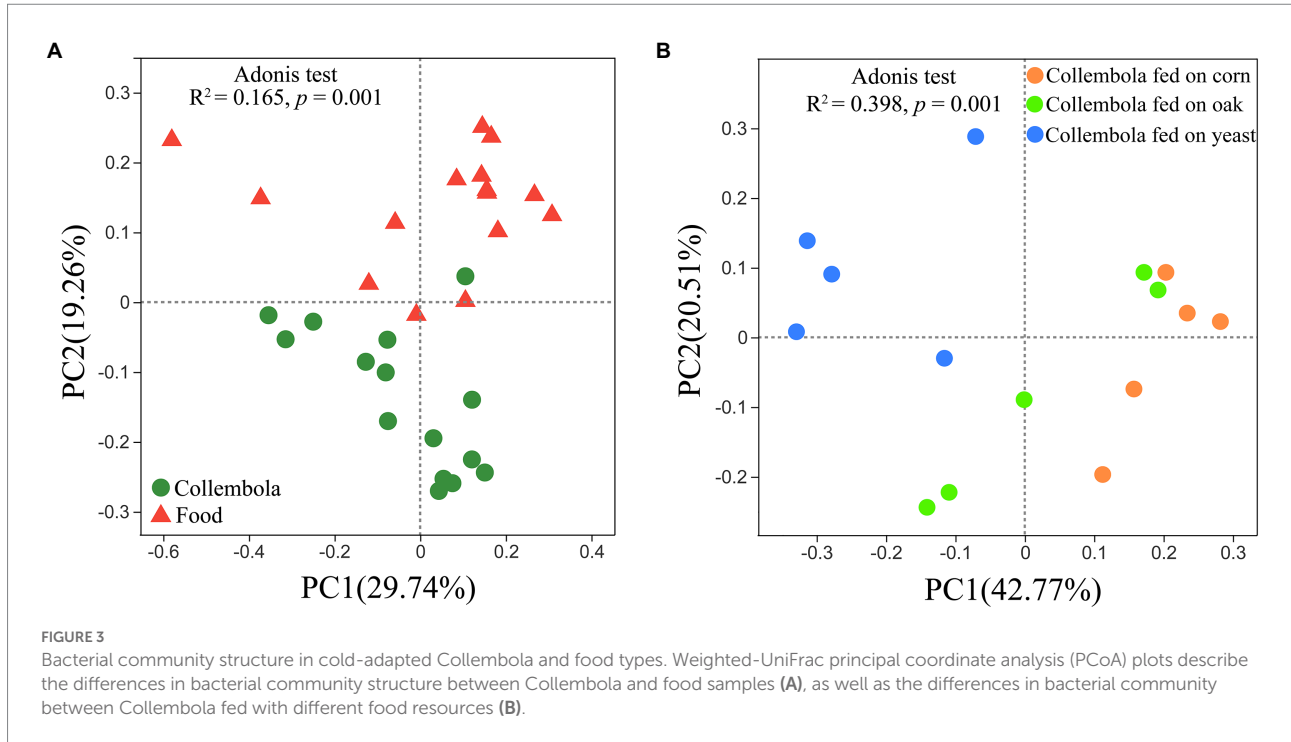 A
Adonis test
R² = 0.165, p = 0.001
0.3
0.2
0.1
0
-0.1
-0.2
-0.3
PC2(19.26%)
Collembola
Food
-0.6
-0.4
-0.2
0
0.2
0.4
PC1(29.74%)
B
Adonis test
R² = 0.398, p = 0.001
Collembola fed on corn
Collembola fed on oak
Collembola fed on yeast
0.3
0.2
0.1
0
-0.1
-0.2
PC2(20.51%)
-0.3
-0.2
-0.1
0
0.1
0.2
0.3
PC1(42.77%)
FIGURE 3
Bacterial community structure in cold-adapted Collembola and food types. Weighted-UniFrac principal coordinate analysis (PCoA) plots describe
the differences in bacterial community structure between Collembola and food samples (A), as well as the differences in bacterial community
between Collembola fed with different food resources (B).